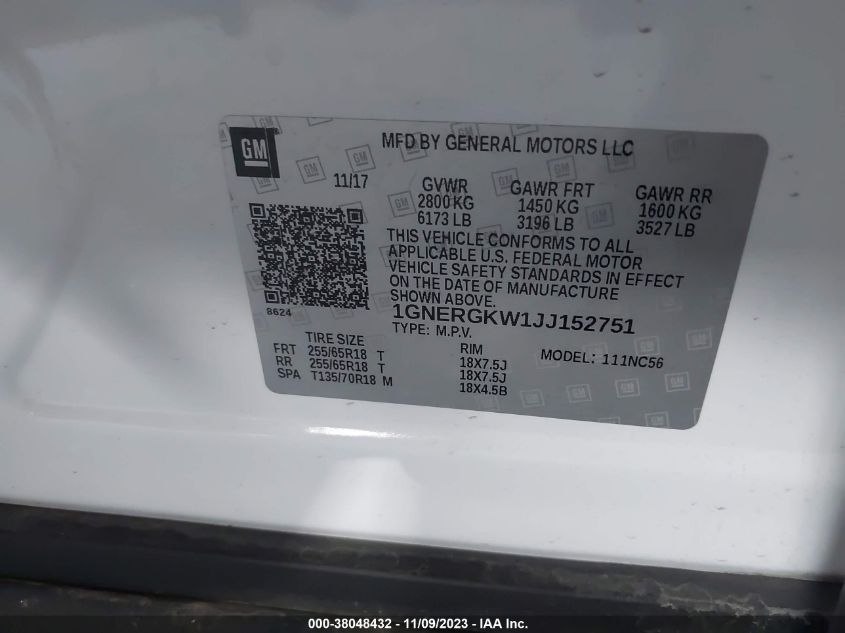 GM
MFD BY GENERAL MOTORS LLC
11/17
GVWR GAWR FRT GAWR RR
2800 KG 1450 KG 1600 KG
6173 LB 3196 LB 3527 LB
THIS VEHICLE CONFORMS TO ALL
APPLICABLE U.S. FEDERAL MOTOR
VEHICLE SAFETY STANDARDS IN EFFECT
ON THE DATE OF MANUFACTURE
SHOWN ABOVE.
8624
1GNERGKW1JJ152751
TYPE: M.P.V.
TIRE SIZE RIM MODEL: 111NC56
FRT 255/65R18 T 18X7.5J
RR 255/65R18 T 18X7.5J
SPA T135/70R18 M 18X4.5B
000-38048432 - 11/09/2023 - IAA Inc.